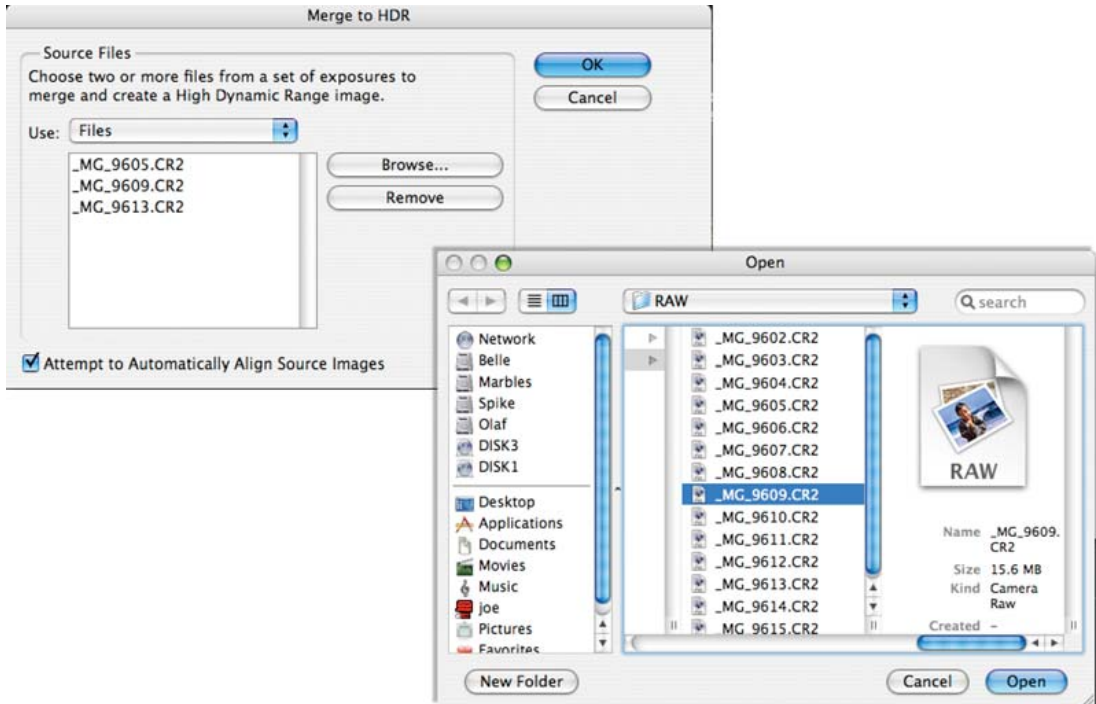 Merge to HDR
Source Files
Choose two or more files from a set of exposures to
merge and create a High Dynamic Range image.
Use: Files
_MG_9605.CR2
_MG_9609.CR2
_MG_9613.CR2
OK
Cancel
Browse...
Remove
Attempt to Automatically Align Source Images
Open
RAW
search
Network
Belle
Marbles
Spike
Olaf
DISK3
DISK1
Desktop
Applications
Documents
Movies
Music
joe
Pictures
Favorites
_MG_9602.CR2
_MG_9603.CR2
_MG_9604.CR2
_MG_9605.CR2
_MG_9606.CR2
_MG_9607.CR2
_MG_9608.CR2
_MG_9609.CR2
_MG_9610.CR2
_MG_9611.CR2
_MG_9612.CR2
_MG_9613.CR2
_MG_9614.CR2
_MG_9615.CR2
RAW
Name _MG_9609.
CR2
Size 15.6 MB
Kind Camera
Raw
Created –
New Folder
Cancel
Open